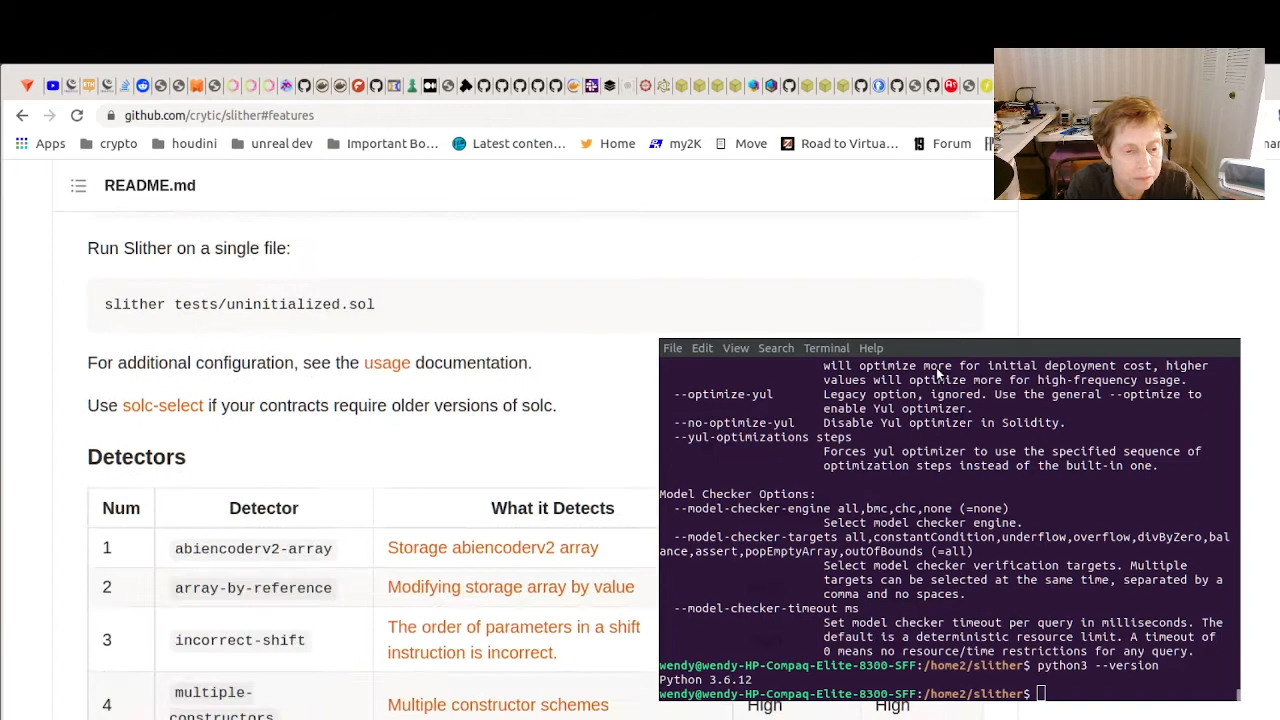 github.com/crytic/slither#features
Apps crypto houdini unreal dev Important Bo... Latest conten... Home my2K Move Road to Virtua... Forum
README.md
Run Slither on a single file:
slither tests/uninitialized.sol
For additional configuration, see the usage documentation.
Use solc-select if your contracts require older versions of solc.
Detectors
Num Detector What it Detects
1 abiencoderv2-array Storage abiencoderv2 array
2 array-by-reference Modifying storage array by value
3 incorrect-shift The order of parameters in a shift
instruction is incorrect.
4 multiple-
constructors Multiple constructor schemes High High
File Edit View Search Terminal Help
will optimize more for initial deployment cost, higher
values will optimize more for high-frequency usage.
--optimize-yul Legacy option, ignored. Use the general --optimize to
enable Yul optimizer.
--no-optimize-yul Disable Yul optimizer in Solidity.
--yul-optimizations steps
Forces yul optimizer to use the specified sequence of
optimization steps instead of the built-in one.
Model Checker Options:
--model-checker-engine all,bmc,chc,none (=none)
Select model checker engine.
--model-checker-targets all,constantCondition,underflow,overflow,divByZero,bal
ance,assert,popEmptyArray,outOfBounds (=all)
Select model checker verification targets. Multiple
targets can be selected at the same time, separated by a
comma and no spaces.
--model-checker-timeout ms
Set model checker timeout per query in milliseconds. The
default is a deterministic resource limit. A timeout of
0 means no resource/time restrictions for any query.
wendy@wendy-HP-Compaq-Elite-8300-SFF:/home2/slither$ python3 --version
Python 3.6.12
wendy@wendy-HP-Compaq-Elite-8300-SFF:/home2/slither$